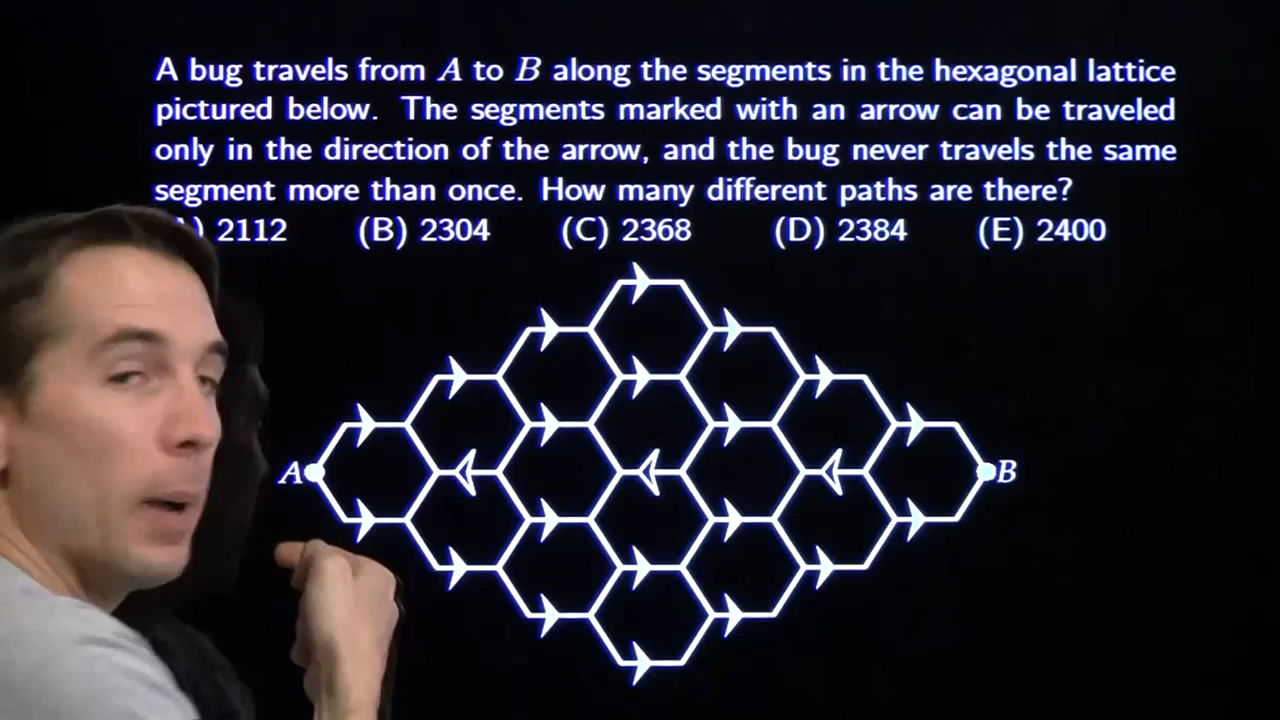 A bug travels from A to B along the segments in the hexagonal lattice
pictured below. The segments marked with an arrow can be traveled
only in the direction of the arrow, and the bug never travels the same
segment more than once. How many different paths are there?
) 2112 (B) 2304 (C) 2368 (D) 2384 (E) 2400
A B